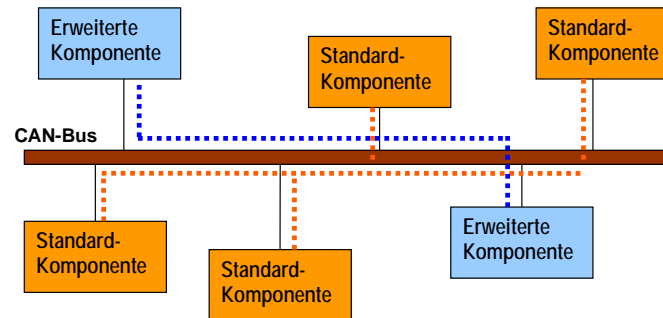 Erweiterte
Komponente
Standard-
Komponente
Standard-
Komponente
CAN-Bus
Standard-
Komponente
Standard-
Komponente
Erweiterte
Komponente